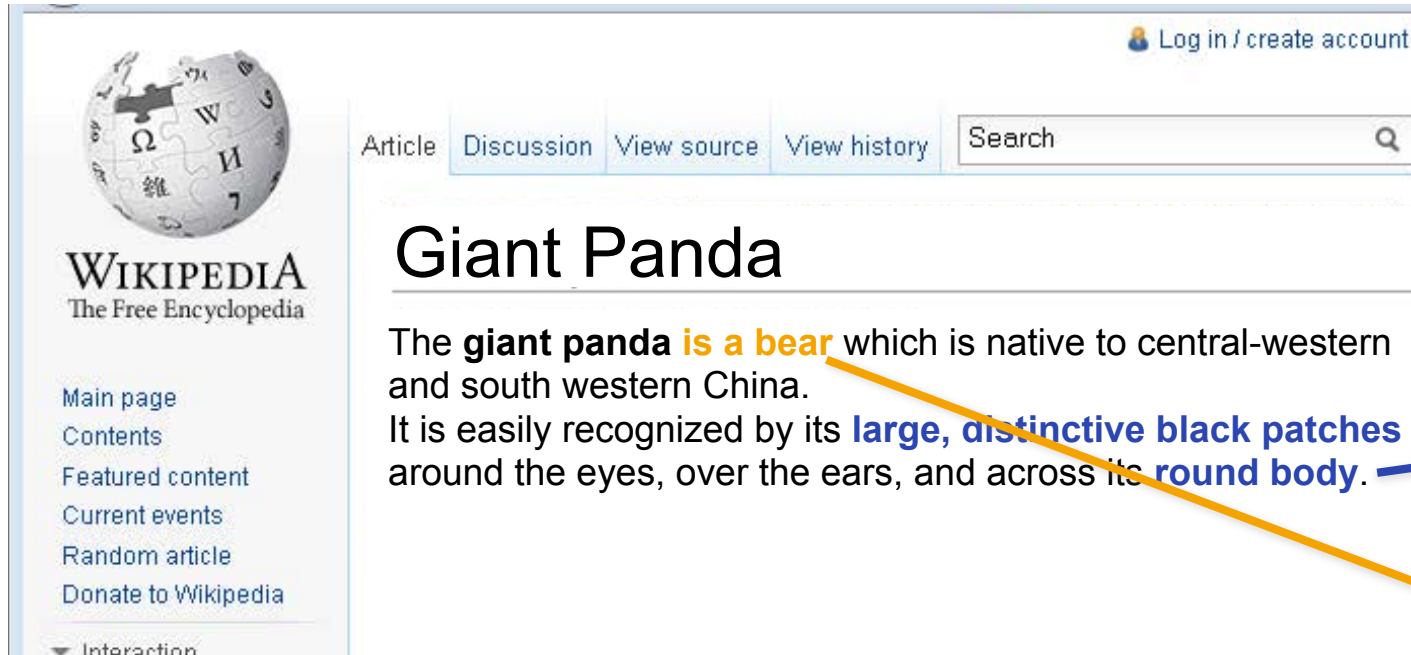 Log in / create account
Article Discussion View source View history Search
WIKIPEDIA
The Free Encyclopedia
Giant Panda
The giant panda is a bear which is native to central-western
and south western China.
It is easily recognized by its large, distinctive black patches
around the eyes, over the ears, and across its round body.
Main page
Contents
Featured content
Current events
Random article
Donate to Wikipedia
Interaction